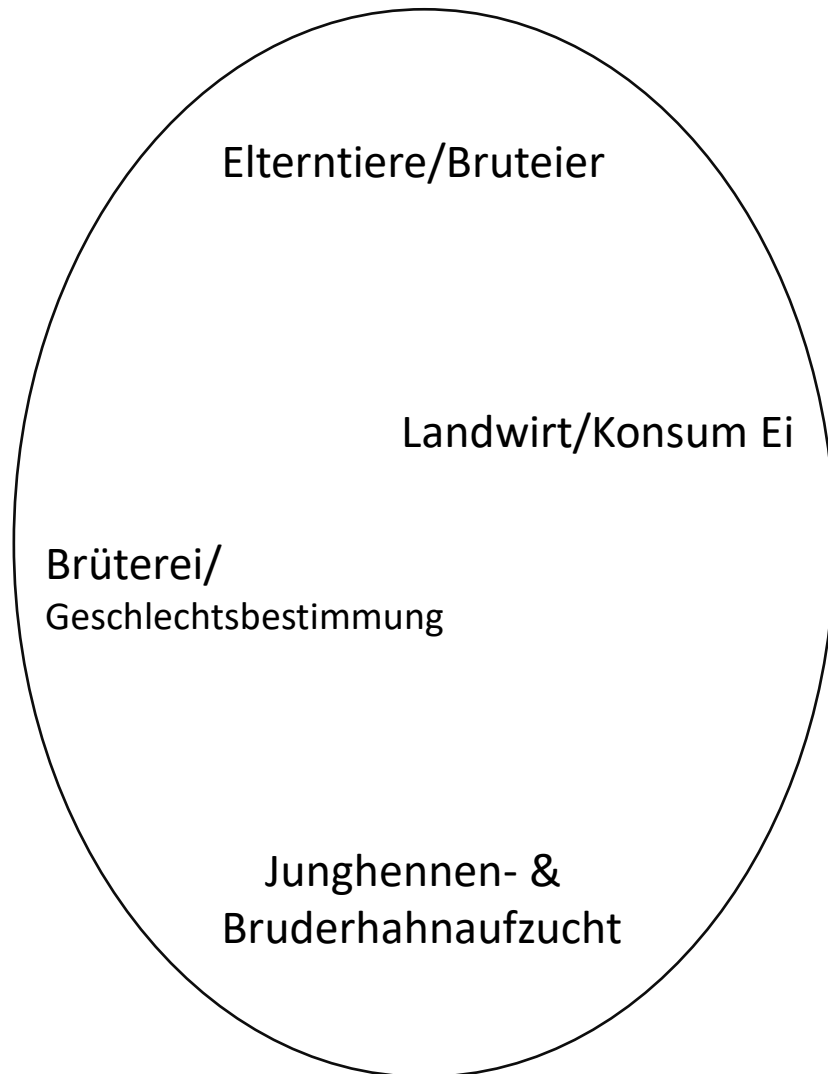 Elterntiere/Bruteier
Landwirt/Konsum Ei
Brüterei/
Geschlechtsbestimmung
Junghennen- &
Bruderhahnaufzucht